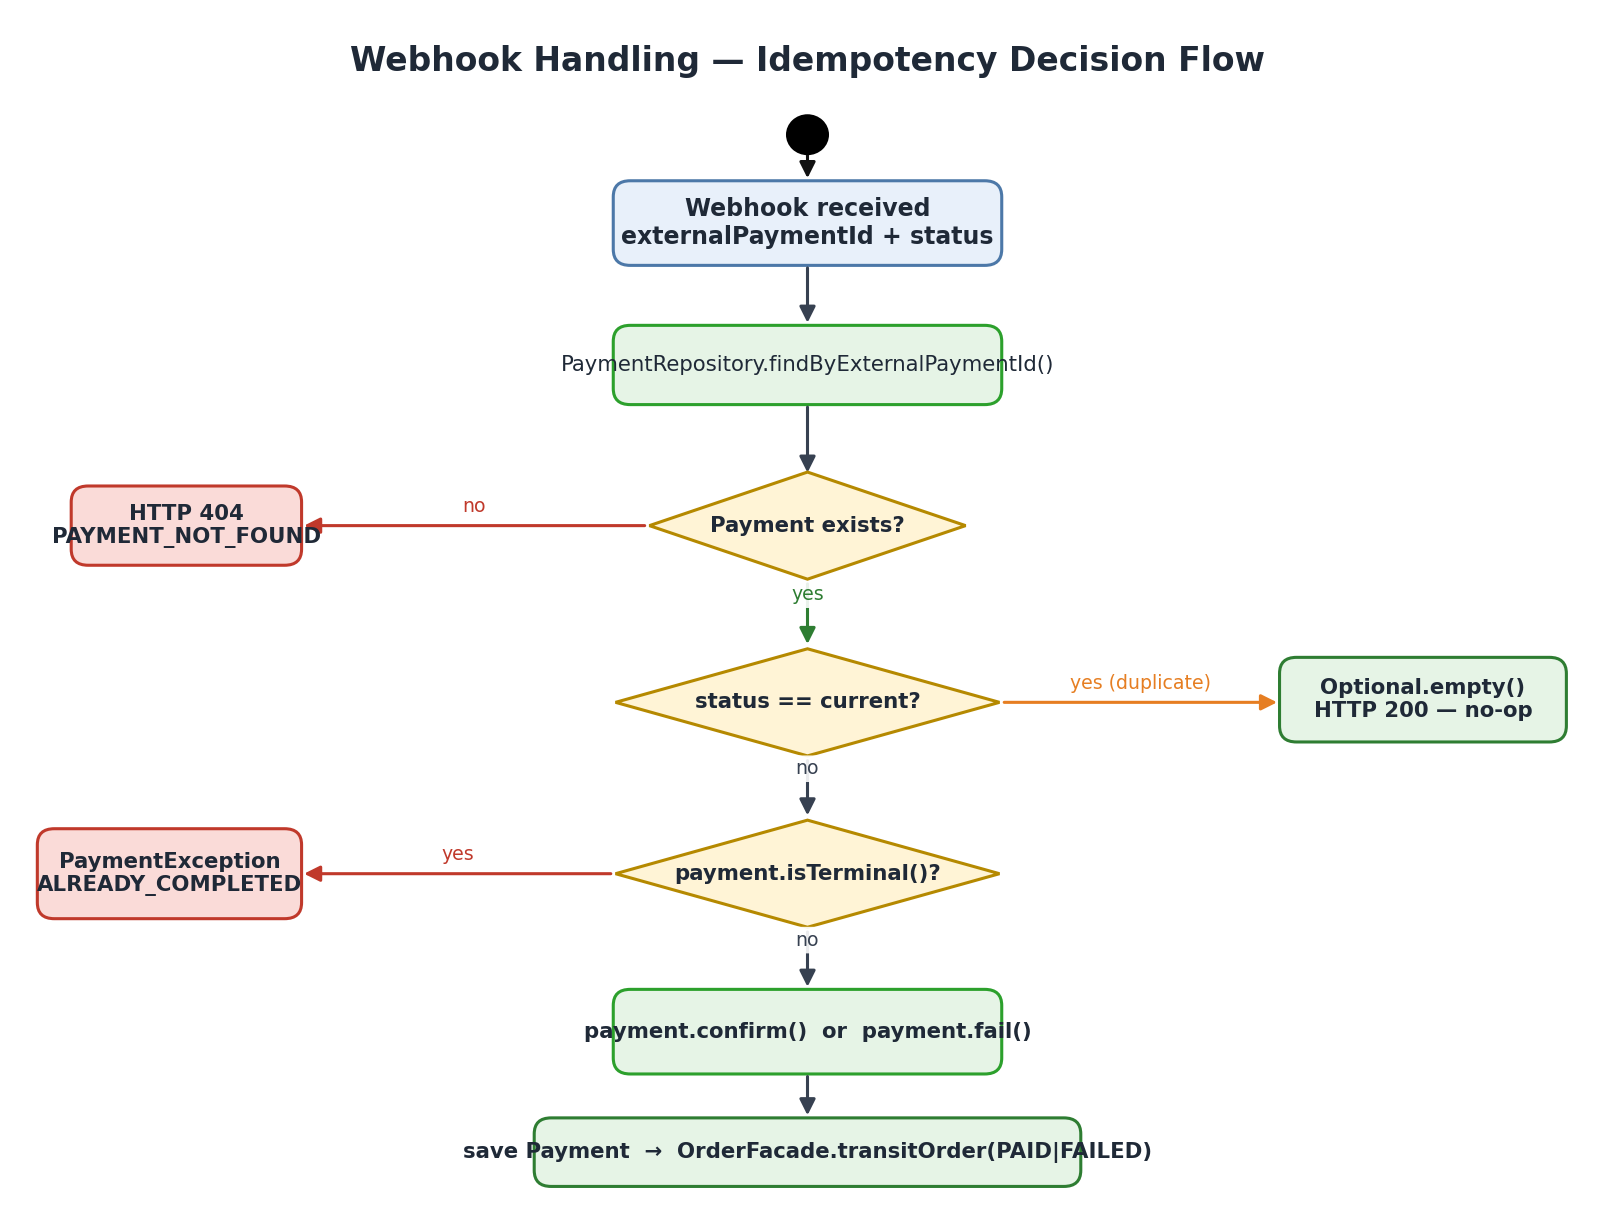 Webhook Handling — Idempotency Decision Flow
Webhook received
externalPaymentId + status
PaymentRepository.findByExternalPaymentId()
no
HTTP 404
PAYMENT_NOT_FOUND
Payment exists?
yes
status == current?
yes (duplicate)
Optional.empty()
HTTP 200 — no-op
no
PaymentException
ALREADY_COMPLETED
yes
payment.isTerminal()?
no
payment.confirm()  or  payment.fail()
save Payment  →  OrderFacade.transitOrder(PAID|FAILED)